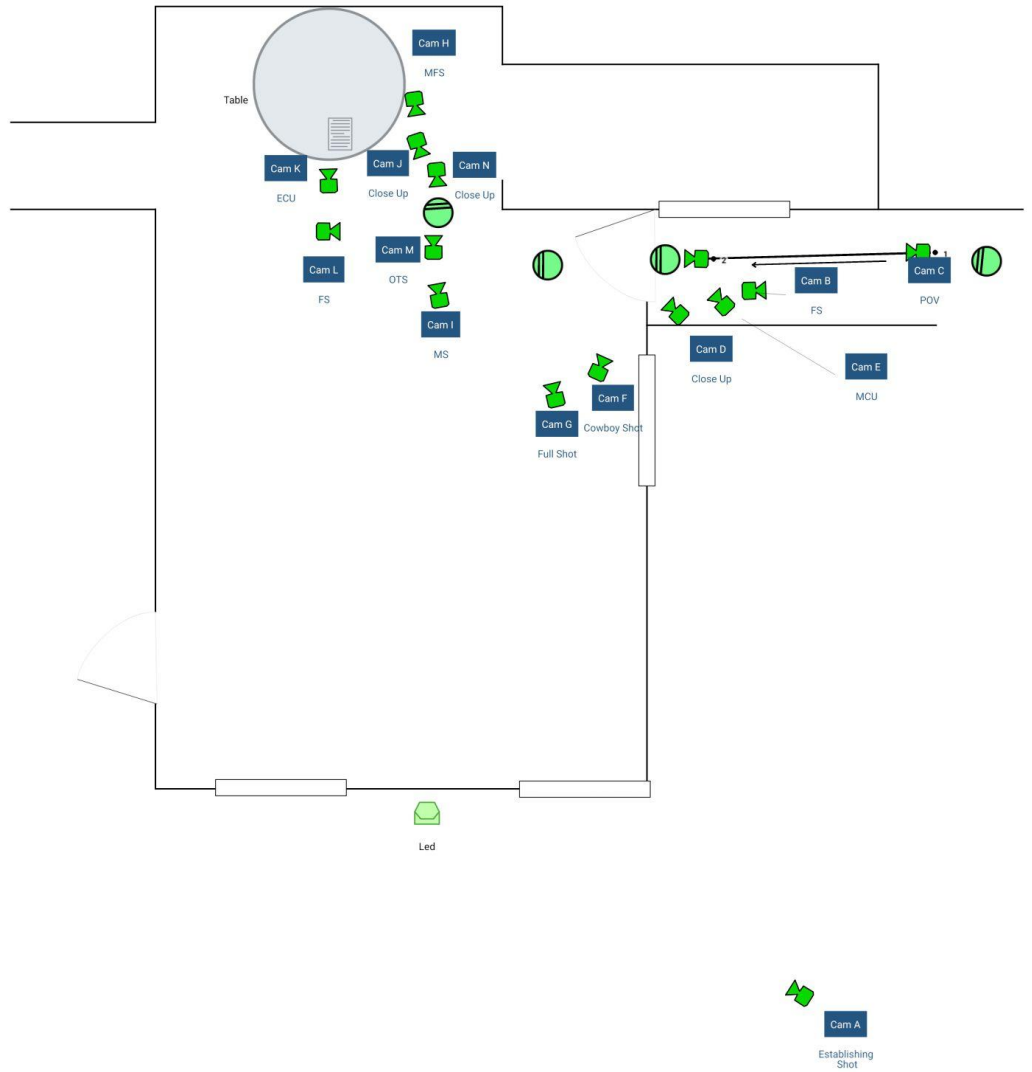 Cam H
MFS
Table
Cam K
ECU
Cam J
Close Up
Cam N
Close Up
Cam L
FS
Cam M
OTS
Cam I
MS
2
1
Cam B
FS
Cam C
POV
Cam D
Close Up
Cam E
MCU
Cam F
Cowboy Shot
Cam G
Full Shot
Led
Cam A
Establishing
Shot